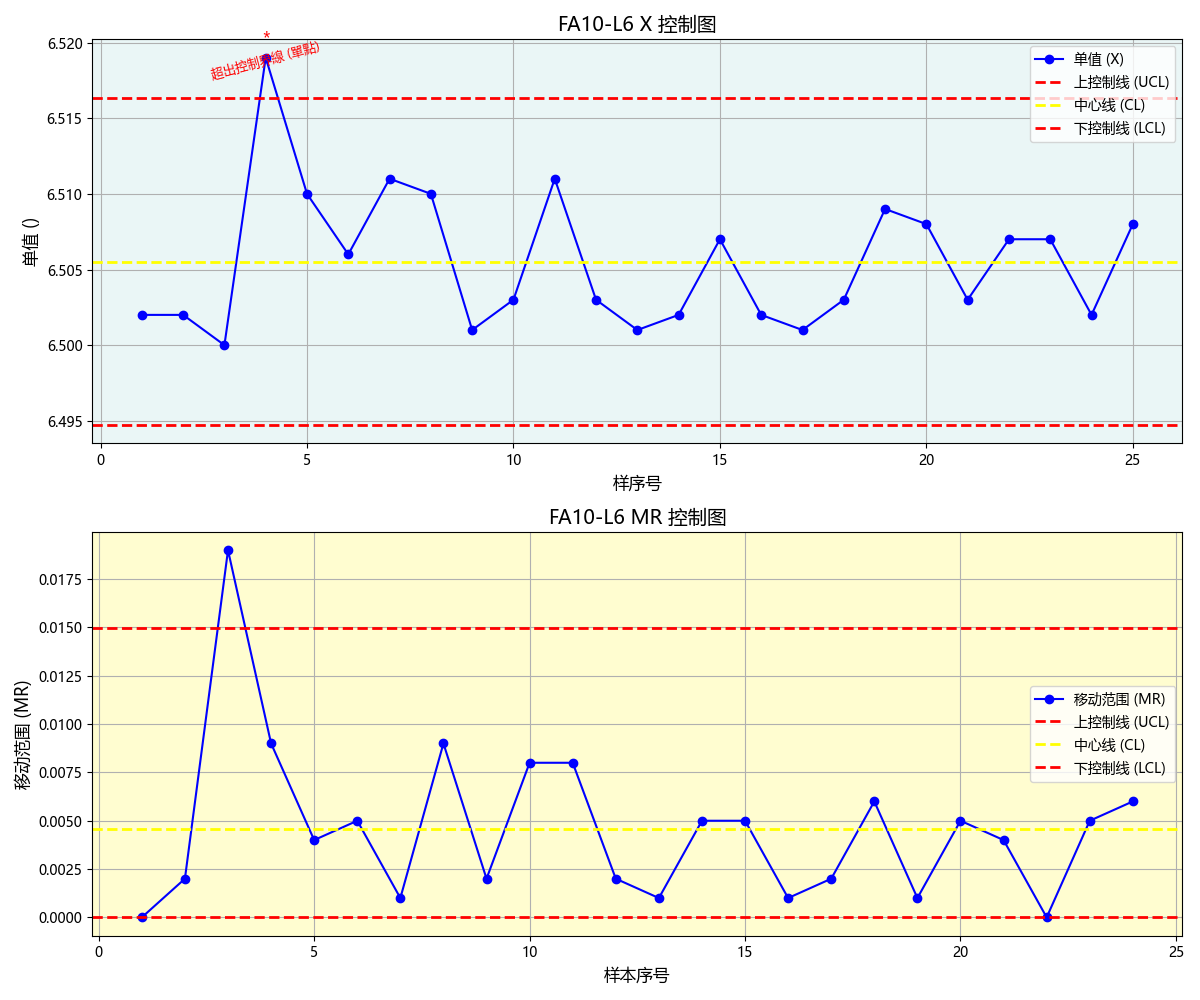 FA10-L6 X 控制图
*
超出控制界線 (單點)
单值 (X)
上控制线 (UCL)
中心线 (CL)
下控制线 (LCL)
6.520
6.515
6.510
6.505
6.500
6.495
单值 ()
0 5 10 15 20 25
样序号
FA10-L6 MR 控制图
移动范围 (MR)
上控制线 (UCL)
中心线 (CL)
下控制线 (LCL)
0.0175
0.0150
0.0125
0.0100
0.0075
0.0050
0.0025
0.0000
移动范围 (MR)
0 5 10 15 20 25
样本序号